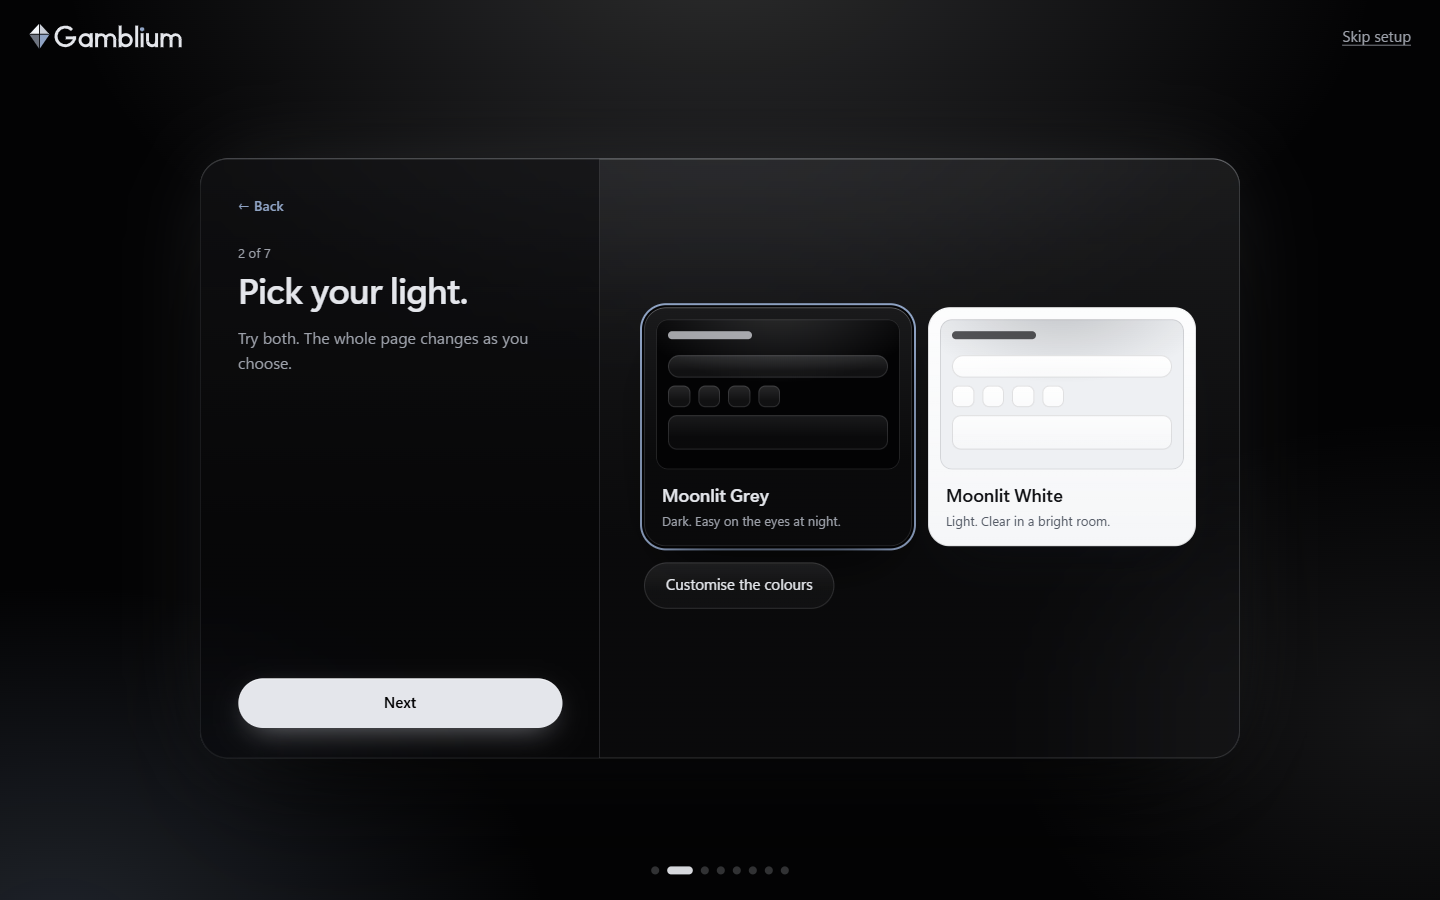 Gamblium
Skip setup
← Back
2 of 7
Pick your light.
Try both. The whole page changes as you
choose.
Next
Moonlit Grey
Dark. Easy on the eyes at night.
Moonlit White
Light. Clear in a bright room.
Customise the colours